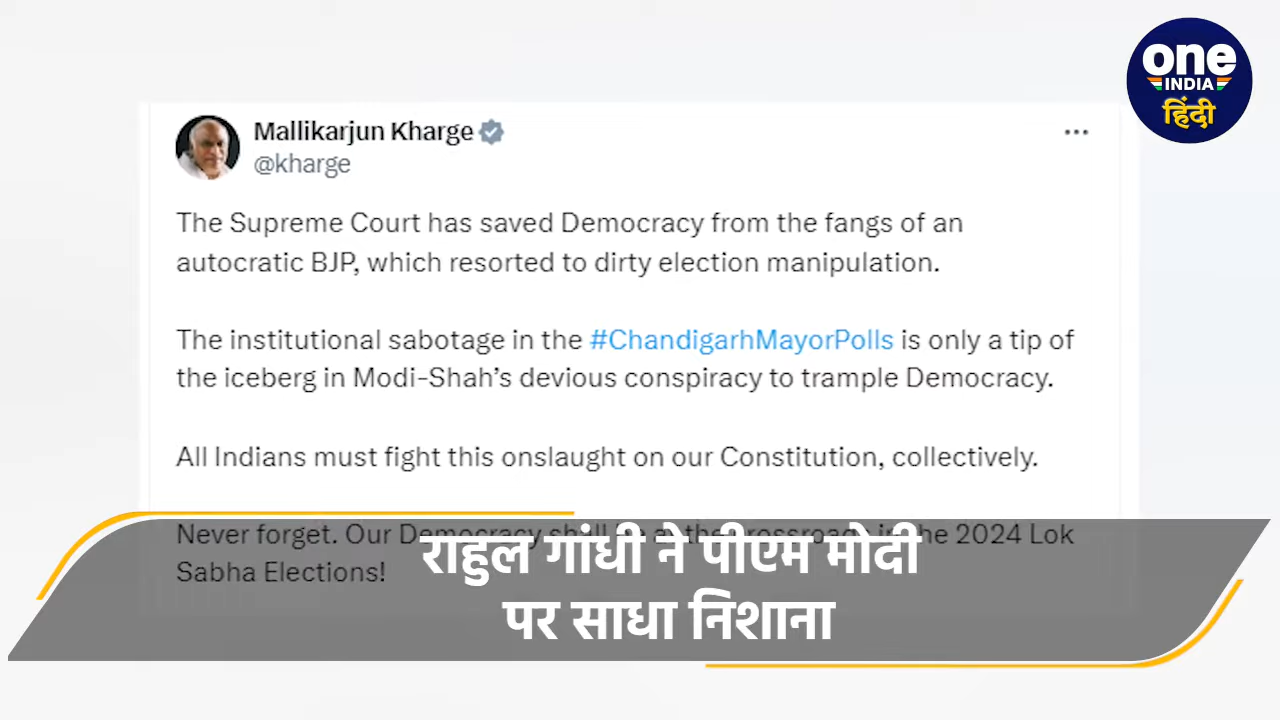 one
INDIA
हिंदी
Mallikarjun Kharge
@kharge
The Supreme Court has saved Democracy from the fangs of an
autocratic BJP, which resorted to dirty election manipulation.
The institutional sabotage in the #ChandigarhMayorPolls is only a tip of
the iceberg in Modi-Shah’s devious conspiracy to trample Democracy.
All Indians must fight this onslaught on our Constitution, collectively.
Never forget. Our Democracy the 2024 Lok
Sabha Elections!
राहुल गांधी ने पीएम मोदी
पर साधा निशाना